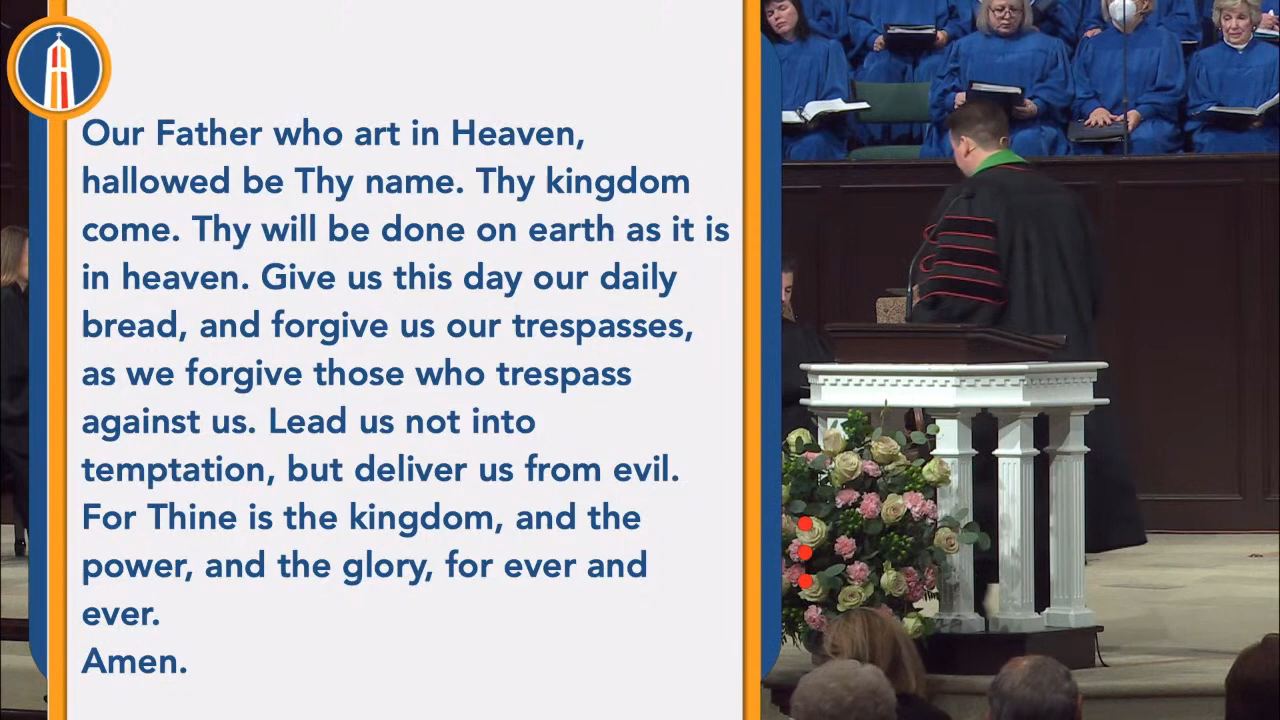 Our Father who art in Heaven,
hallowed be Thy name. Thy kingdom
come. Thy will be done on earth as it is
in heaven. Give us this day our daily
bread, and forgive us our trespasses,
as we forgive those who trespass
against us. Lead us not into
temptation, but deliver us from evil.
For Thine is the kingdom, and the
power, and the glory, for ever and
ever.
Amen.